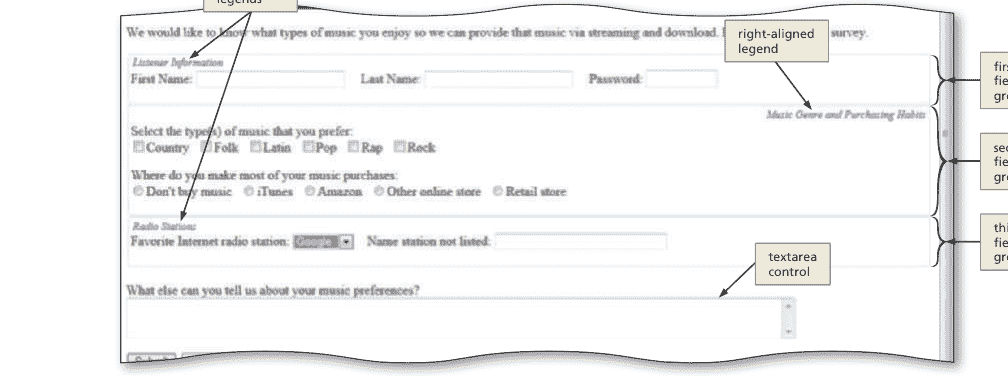 legends
We would like to know what types of music you enjoy so we can provide that music via streaming and download. survey.
right-aligned
legend
Listener Information
First Name: Last Name: Password:
Music Genre and Purchasing Habits
Select the type(s) of music that you prefer:
Country Folk Latin Pop Rap Rock
Where do you make most of your music purchases:
Don't buy music iTunes Amazon Other online store Retail store
Radio Stations
Favorite Internet radio station: Google Name station not listed:
textarea
control
What else can you tell us about your music preferences?